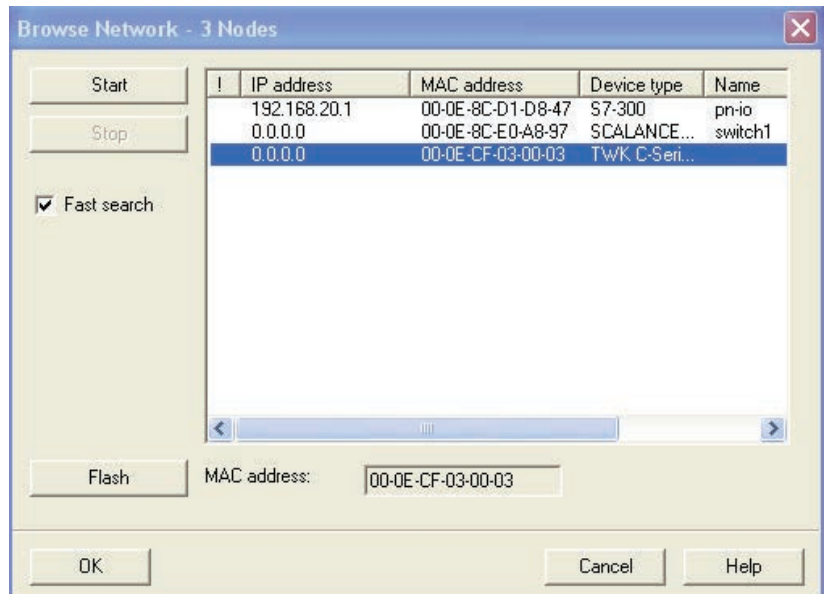 Browse Network - 3 Nodes
Start
Stop
Fast search
! IP address MAC address Device type Name
192.168.20.1 00-0E-8C-D1-D8-47 S7-300 pn-io
0.0.0.0 00-0E-8C-E0-A8-97 SCALANCE... switch1
0.0.0.0 00-0E-CF-03-00-03 TWK C-Seri...
Flash
MAC address: 00-0E-CF-03-00-03
OK Cancel Help